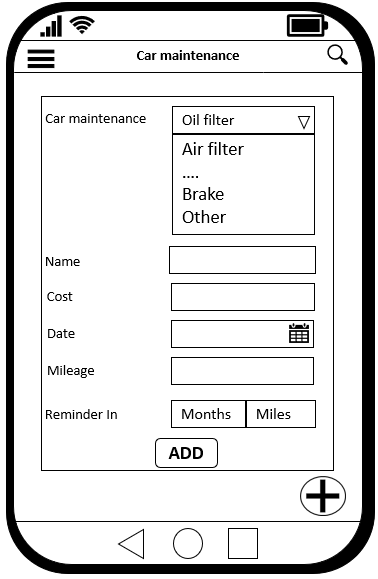 Car maintenance
Car maintenance Oil filter
Air filter
....
Brake
Other
Name
Cost
Date
Mileage
Reminder In Months Miles
ADD